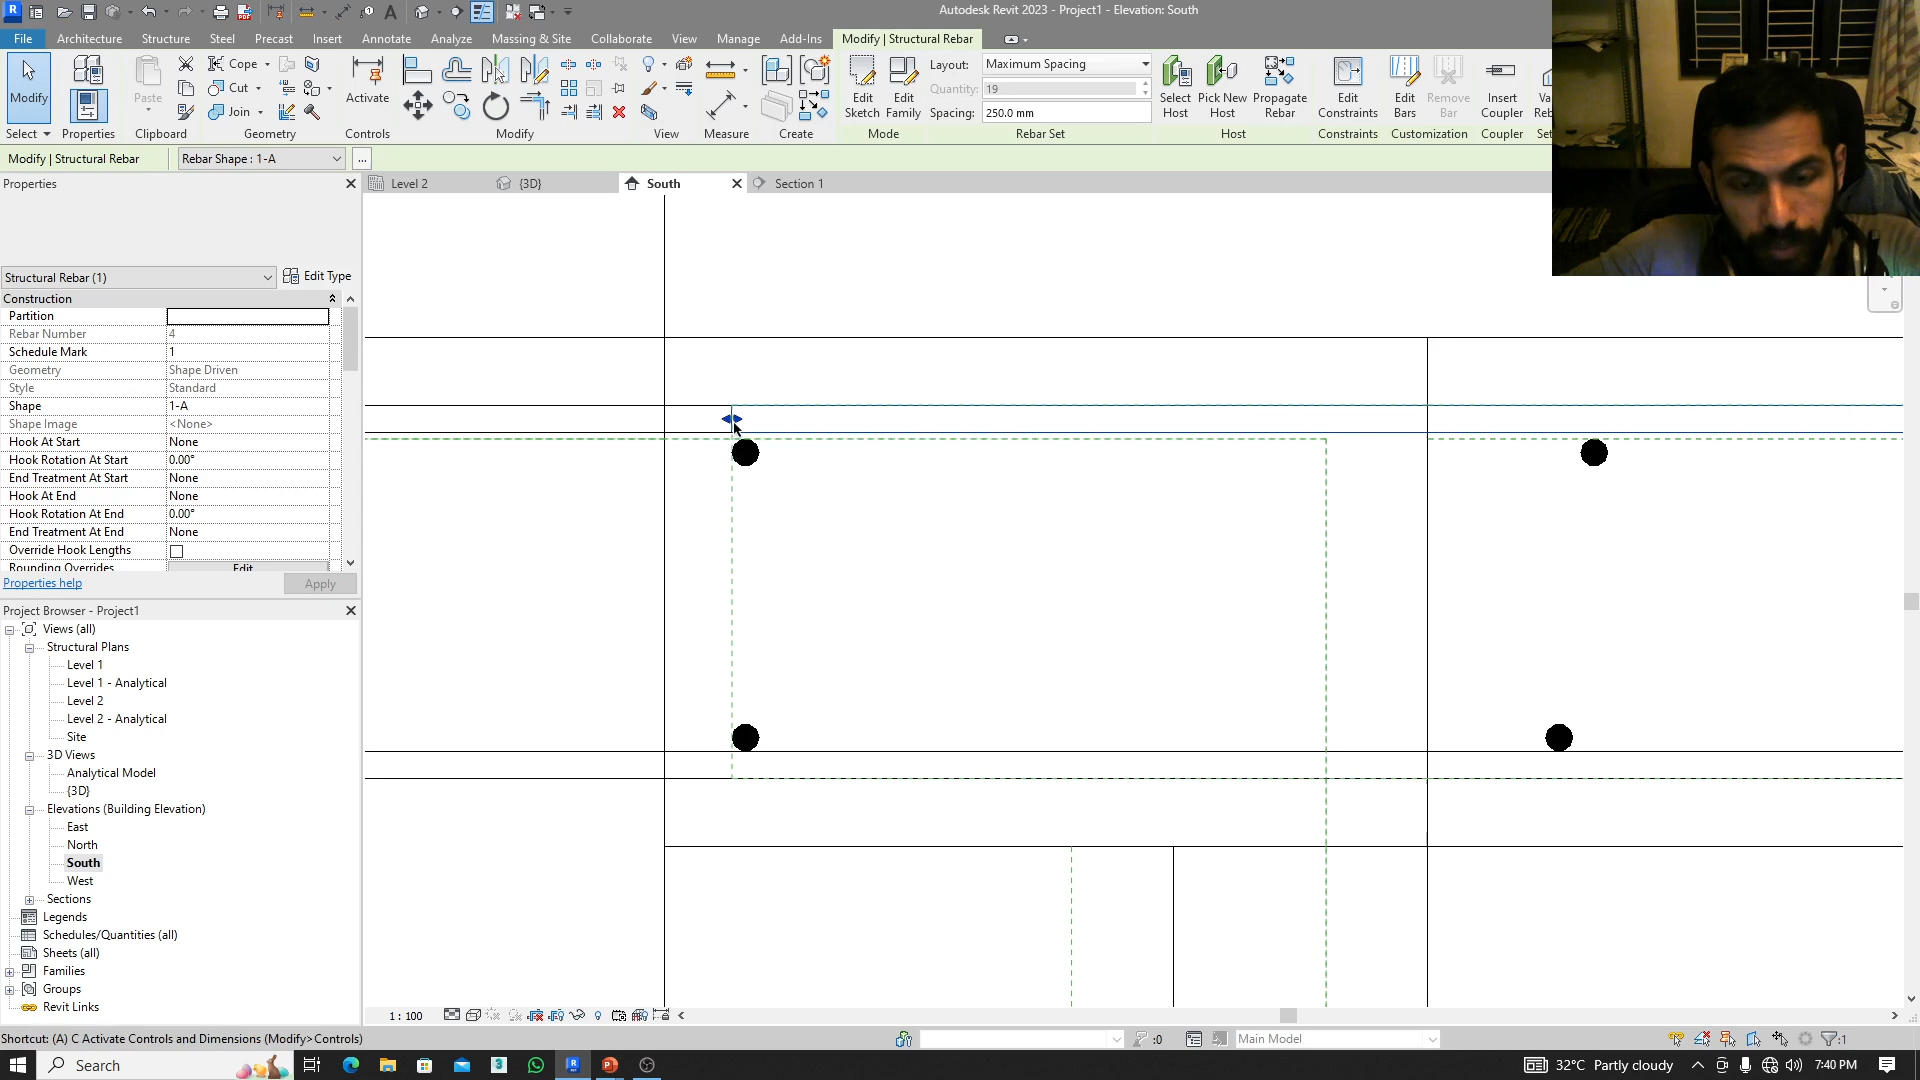 Autodesk Revit 2023 - Project1 - Elevation: South
File Architecture Structure Steel Precast Insert Annotate Analyze Massing & Site Collaborate View Manage Add-Ins Modify | Structural Rebar
Modify Paste Cope Cut Join Activate
Edit Sketch Edit Family
Layout: Maximum Spacing
Quantity: 19
Spacing: 250.0 mm
Select Host Pick New Host Propagate Rebar Edit Constraints Edit Bars Remove Bar Insert Coupler
Select Properties Clipboard Geometry Controls Modify View Measure Create Mode Rebar Set Host Constraints Customization Coupler
Modify | Structural Rebar Rebar Shape : 1-A ...
Properties
Level 2 {3D} South Section 1
Structural Rebar (1) Edit Type
Construction
Partition
Rebar Number 4
Schedule Mark 1
Geometry Shape Driven
Style Standard
Shape 1-A
Shape Image <None>
Hook At Start None
Hook Rotation At Start 0.00°
End Treatment At Start None
Hook At End None
Hook Rotation At End 0.00°
End Treatment At End None
Override Hook Lengths
Rounding Overrides Edit
Properties help Apply
Project Browser - Project1
Views (all)
Structural Plans
Level 1
Level 1 - Analytical
Level 2
Level 2 - Analytical
Site
3D Views
Analytical Model
{3D}
Elevations (Building Elevation)
East
North
South
West
Sections
Legends
Schedules/Quantities (all)
Sheets (all)
Families
Groups
Revit Links
1 : 100
Shortcut: (A) C Activate Controls and Dimensions (Modify>Controls) :0 Main Model :1
Search 32°C Partly cloudy 7:40 PM